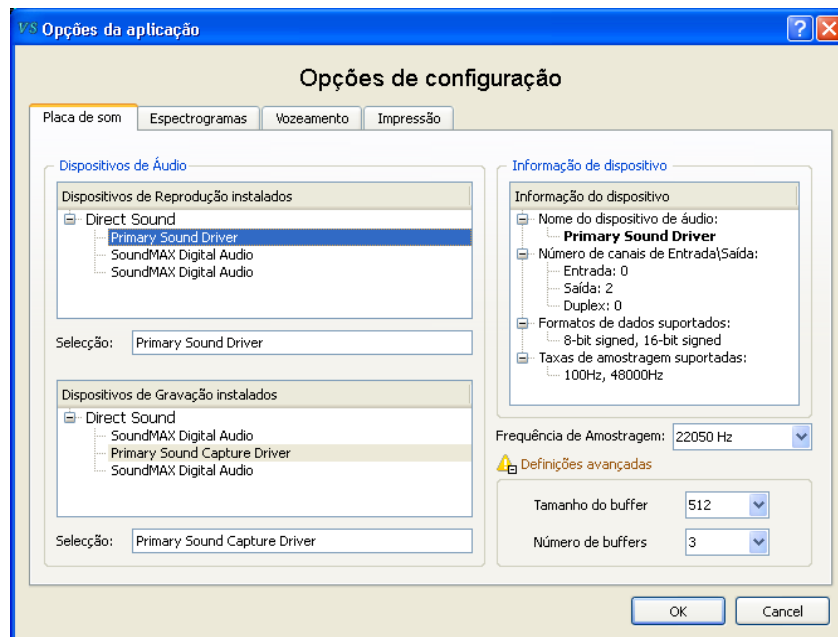 VS Opções da aplicação
Opções de configuração
Placa de som Espectrogramas Vozeamento Impressão
Dispositivos de Áudio
Dispositivos de Reprodução instalados
Direct Sound
Primary Sound Driver
SoundMAX Digital Audio
SoundMAX Digital Audio
Selecção: Primary Sound Driver
Dispositivos de Gravação instalados
Direct Sound
SoundMAX Digital Audio
Primary Sound Capture Driver
SoundMAX Digital Audio
Selecção: Primary Sound Capture Driver
Informação de dispositivo
Informação do dispositivo
Nome do dispositivo de áudio:
Primary Sound Driver
Número de canais de Entrada\Saída:
Entrada: 0
Saída: 2
Duplex: 0
Formatos de dados suportados:
8-bit signed, 16-bit signed
Taxas de amostragem suportadas:
100Hz, 48000Hz
Frequência de Amostragem: 22050 Hz
Definições avançadas
Tamanho do buffer 512
Número de buffers 3
OK Cancel